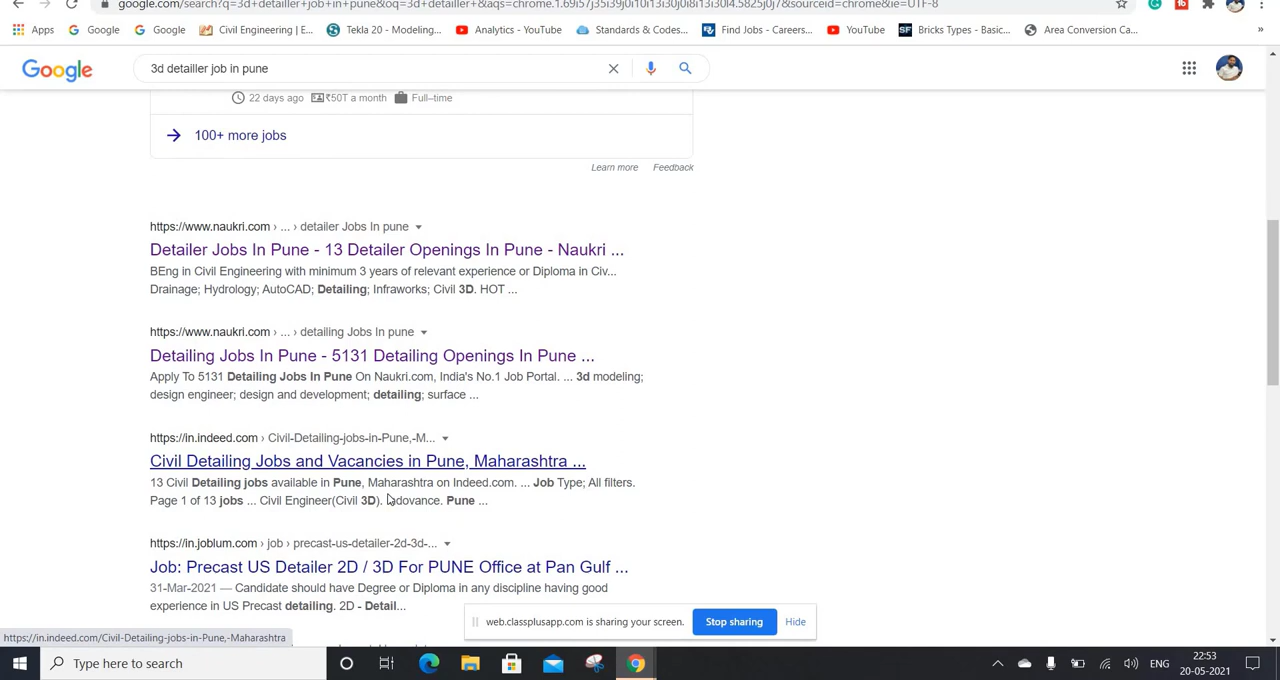 google.com/search?q=3d+detailler+job+in+pune&oq=3d+detailler+&aqs=chrome.1.69i57j35i39j0i10i13i30j0i8i13i30l4.5825j0j7&sourceid=chrome&ie=UTF-8
Apps Google Google Civil Engineering | E... Tekla 20 - Modeling... Analytics - YouTube Standards & Codes... Find Jobs - Careers... YouTube SF Bricks Types - Basic... Area Conversion Ca... »
Google 3d detailler job in pune
22 days ago ₹50T a month Full-time
100+ more jobs
Learn more Feedback
https://www.naukri.com › ... › detailer Jobs In pune
Detailer Jobs In Pune - 13 Detailer Openings In Pune - Naukri ...
BEng in Civil Engineering with minimum 3 years of relevant experience or Diploma in Civ...
Drainage; Hydrology; AutoCAD; Detailing; Infraworks; Civil 3D. HOT ...
https://www.naukri.com › ... › detailing Jobs In pune
Detailing Jobs In Pune - 5131 Detailing Openings In Pune ...
Apply To 5131 Detailing Jobs In Pune On Naukri.com, India's No.1 Job Portal. ... 3d modeling;
design engineer; design and development; detailing; surface ...
https://in.indeed.com › Civil-Detailing-jobs-in-Pune,-M...
Civil Detailing Jobs and Vacancies in Pune, Maharashtra ...
13 Civil Detailing jobs available in Pune, Maharashtra on Indeed.com. ... Job Type; All filters.
Page 1 of 13 jobs ... Civil Engineer(Civil 3D). Adovance. Pune ...
https://in.joblum.com › job › precast-us-detailer-2d-3d-...
Job: Precast US Detailer 2D / 3D For PUNE Office at Pan Gulf ...
31-Mar-2021 — Candidate should have Degree or Diploma in any discipline having good
experience in US Precast detailing. 2D - Detail...
web.classplusapp.com is sharing your screen. Stop sharing Hide
https://in.indeed.com/Civil-Detailing-jobs-in-Pune,-Maharashtra
Type here to search
ENG
22:53
20-05-2021